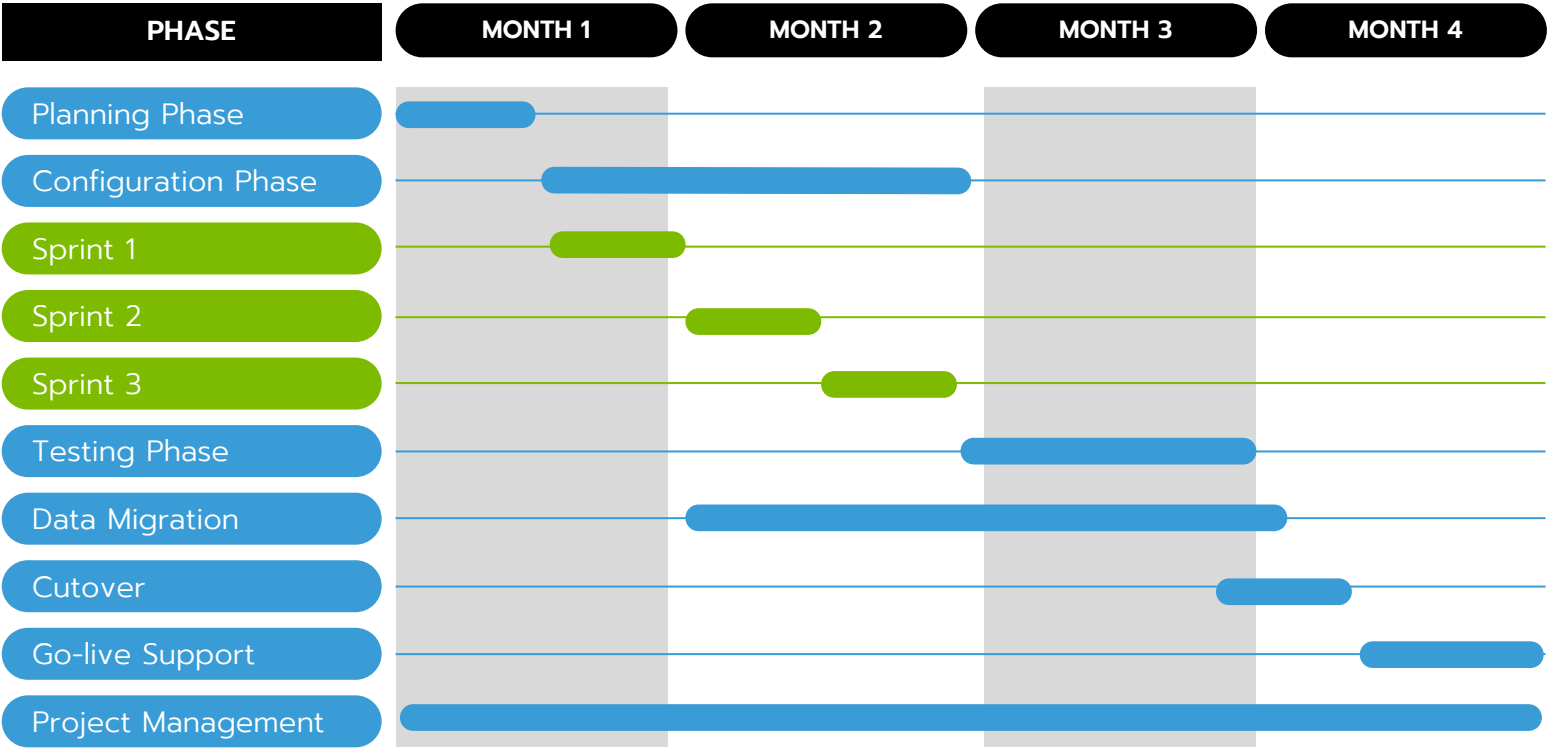 PHASE MONTH 1 MONTH 2 MONTH 3 MONTH 4
Planning Phase
Configuration Phase
Sprint 1
Sprint 2
Sprint 3
Testing Phase
Data Migration
Cutover
Go-live Support
Project Management